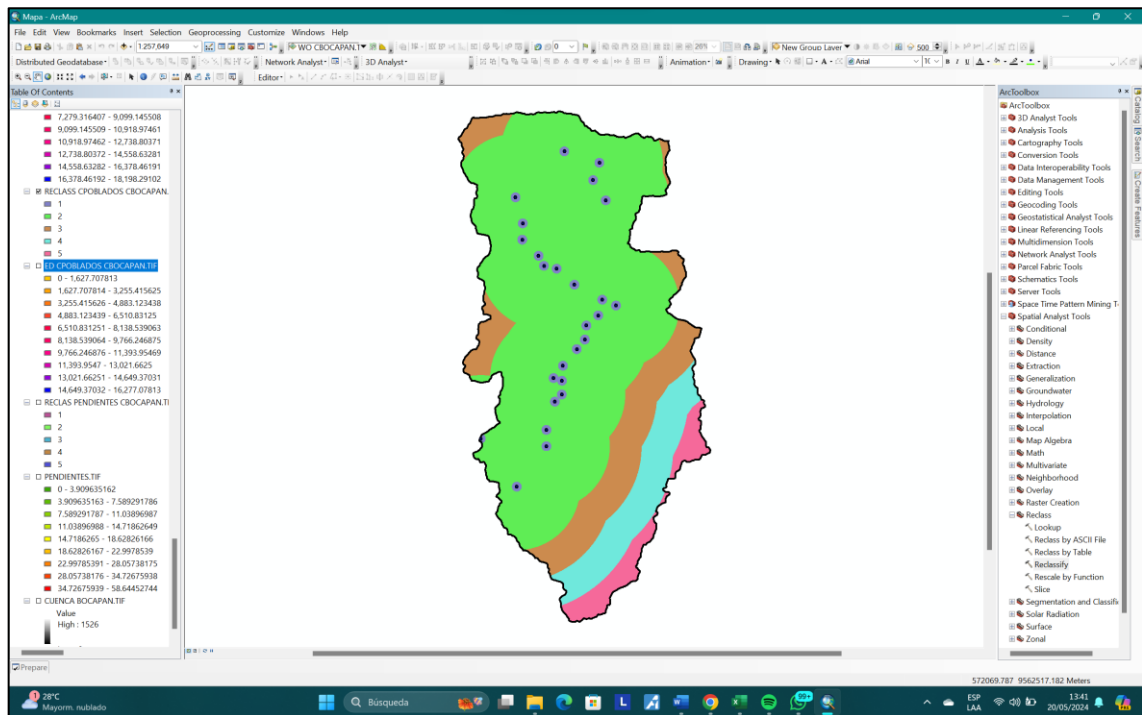 Mapa - ArcMap
File Edit View Bookmarks Insert Selection Geoprocessing Customize Windows Help
1:257,649
WO CBOCAPAN.
0
26%
New Group Layer
500
Distributed Geodatabase
Network Analyst
3D Analyst
Animation
Drawing
Arial
10
B I U A
Editor
Table Of Contents
7,279.316407 - 9,099.145508
9,099.145509 - 10,918.97461
10,918.97462 - 12,738.80371
12,738.80372 - 14,558.63281
14,558.63282 - 16,378.46191
16,378.46192 - 18,198.29102
RECLASS CPOBLADOS CBOCAPAN.
1
2
3
4
5
ED CPOBLADOS CBOCAPAN.TIF
0 - 1,627.707813
1,627.707814 - 3,255.415625
3,255.415626 - 4,883.123438
4,883.123439 - 6,510.83125
6,510.831251 - 8,138.539063
8,138.539064 - 9,766.246875
9,766.246876 - 11,393.95469
11,393.9547 - 13,021.6625
13,021.66251 - 14,649.37031
14,649.37032 - 16,277.07813
RECLAS PENDIENTES CBOCAPAN.TI
1
2
3
4
5
PENDIENTES.TIF
0 - 3.909635162
3.909635163 - 7.589291786
7.589291787 - 11.03896987
11.03896988 - 14.71862649
14.7186265 - 18.62826166
18.62826167 - 22.9978539
22.99785391 - 28.05738175
28.05738176 - 34.72675938
34.72675939 - 58.64452744
CUENCA BOCAPAN.TIF
Value
High : 1526
ArcToolbox
ArcToolbox
3D Analyst Tools
Analysis Tools
Cartography Tools
Conversion Tools
Data Interoperability Tools
Data Management Tools
Editing Tools
Geocoding Tools
Geostatistical Analyst Tools
Linear Referencing Tools
Multidimension Tools
Network Analyst Tools
Parcel Fabric Tools
Schematics Tools
Server Tools
Space Time Pattern Mining T
Spatial Analyst Tools
Conditional
Density
Distance
Extraction
Generalization
Groundwater
Hydrology
Interpolation
Local
Map Algebra
Math
Multivariate
Neighborhood
Overlay
Raster Creation
Reclass
Lookup
Reclass by ASCII File
Reclass by Table
Reclassify
Rescale by Function
Slice
Segmentation and Classifi
Solar Radiation
Surface
Zonal
Catalog
Search
Create Features
Prepare
572069.787 9562517.182 Meters
1
28°C
Mayorm. nublado
Búsqueda
L
99+
ESP
LAA
13:41
20/05/2024